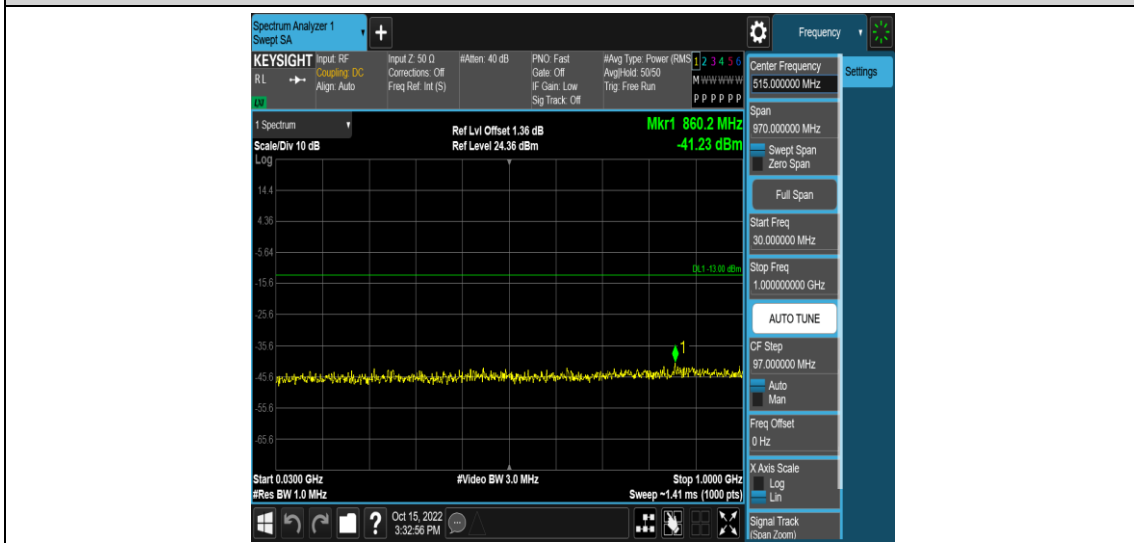 Spectrum Analyzer 1
Swept SA
+
Frequency
KEYSIGHT
RL
Input: RF
Coupling: DC
Align: Auto
Input Z: 50 Ω
Corrections: Off
Freq Ref: Int (S)
#Atten: 40 dB
PNO: Fast
Gate: Off
IF Gain: Low
Sig Track: Off
#Avg Type: Power (RMS
Avg|Hold: 50/50
Trig: Free Run
1 2 3 4 5 6
M W W W W W
P P P P P P
1 Spectrum
Scale/Div 10 dB
Ref Lvl Offset 1.36 dB
Ref Level 24.36 dBm
Mkr1 860.2 MHz
-41.23 dBm
Log
14.4
4.36
-5.64
-15.6
-25.6
-35.6
-45.6
-55.6
-65.6
DL1 -13.00 dBm
1
Start 0.0300 GHz
#Res BW 1.0 MHz
#Video BW 3.0 MHz
Stop 1.0000 GHz
Sweep ~1.41 ms (1000 pts)
Center Frequency
515.000000 MHz
Settings
Span
970.000000 MHz
Swept Span
Zero Span
Full Span
Start Freq
30.000000 MHz
Stop Freq
1.000000000 GHz
AUTO TUNE
CF Step
97.000000 MHz
Auto
Man
Freq Offset
0 Hz
X Axis Scale
Log
Lin
Signal Track
(Span Zoom)
?
Oct 15, 2022
3:32:56 PM